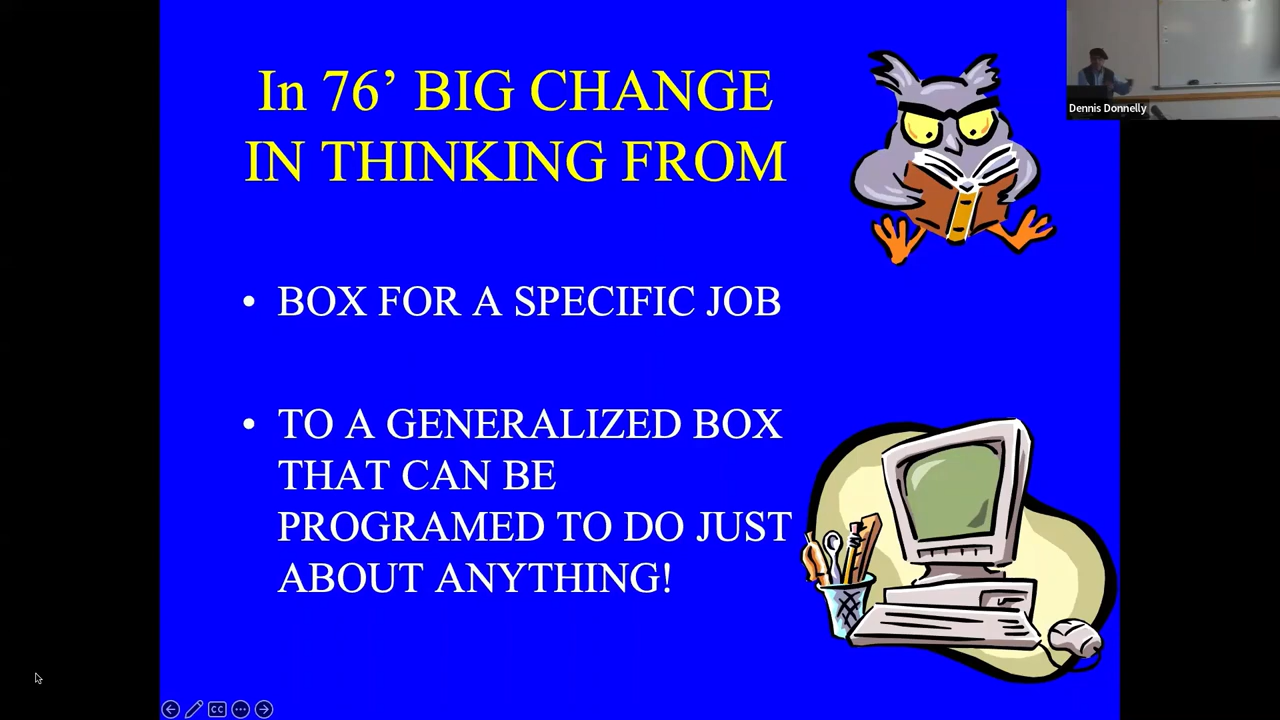 In 76’ BIG CHANGE
IN THINKING FROM
• BOX FOR A SPECIFIC JOB
• TO A GENERALIZED BOX
THAT CAN BE
PROGRAMED TO DO JUST
ABOUT ANYTHING!
Dennis Donnelly
CC